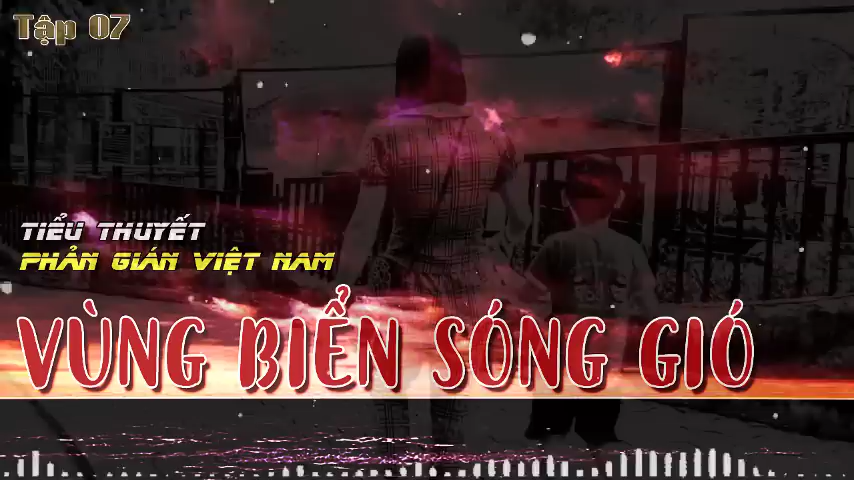 Tập 07
TIỂU THUYẾT
PHẢN GIÁN VIỆT NAM
VÙNG BIỂN SÓNG GIÓ